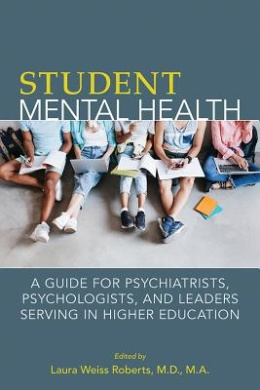 STUDENT
MENTAL HEALTH
A GUIDE FOR PSYCHIATRISTS,
PSYCHOLOGISTS, AND LEADERS
SERVING IN HIGHER EDUCATION
Edited by
Laura Weiss Roberts, M.D., M.A.